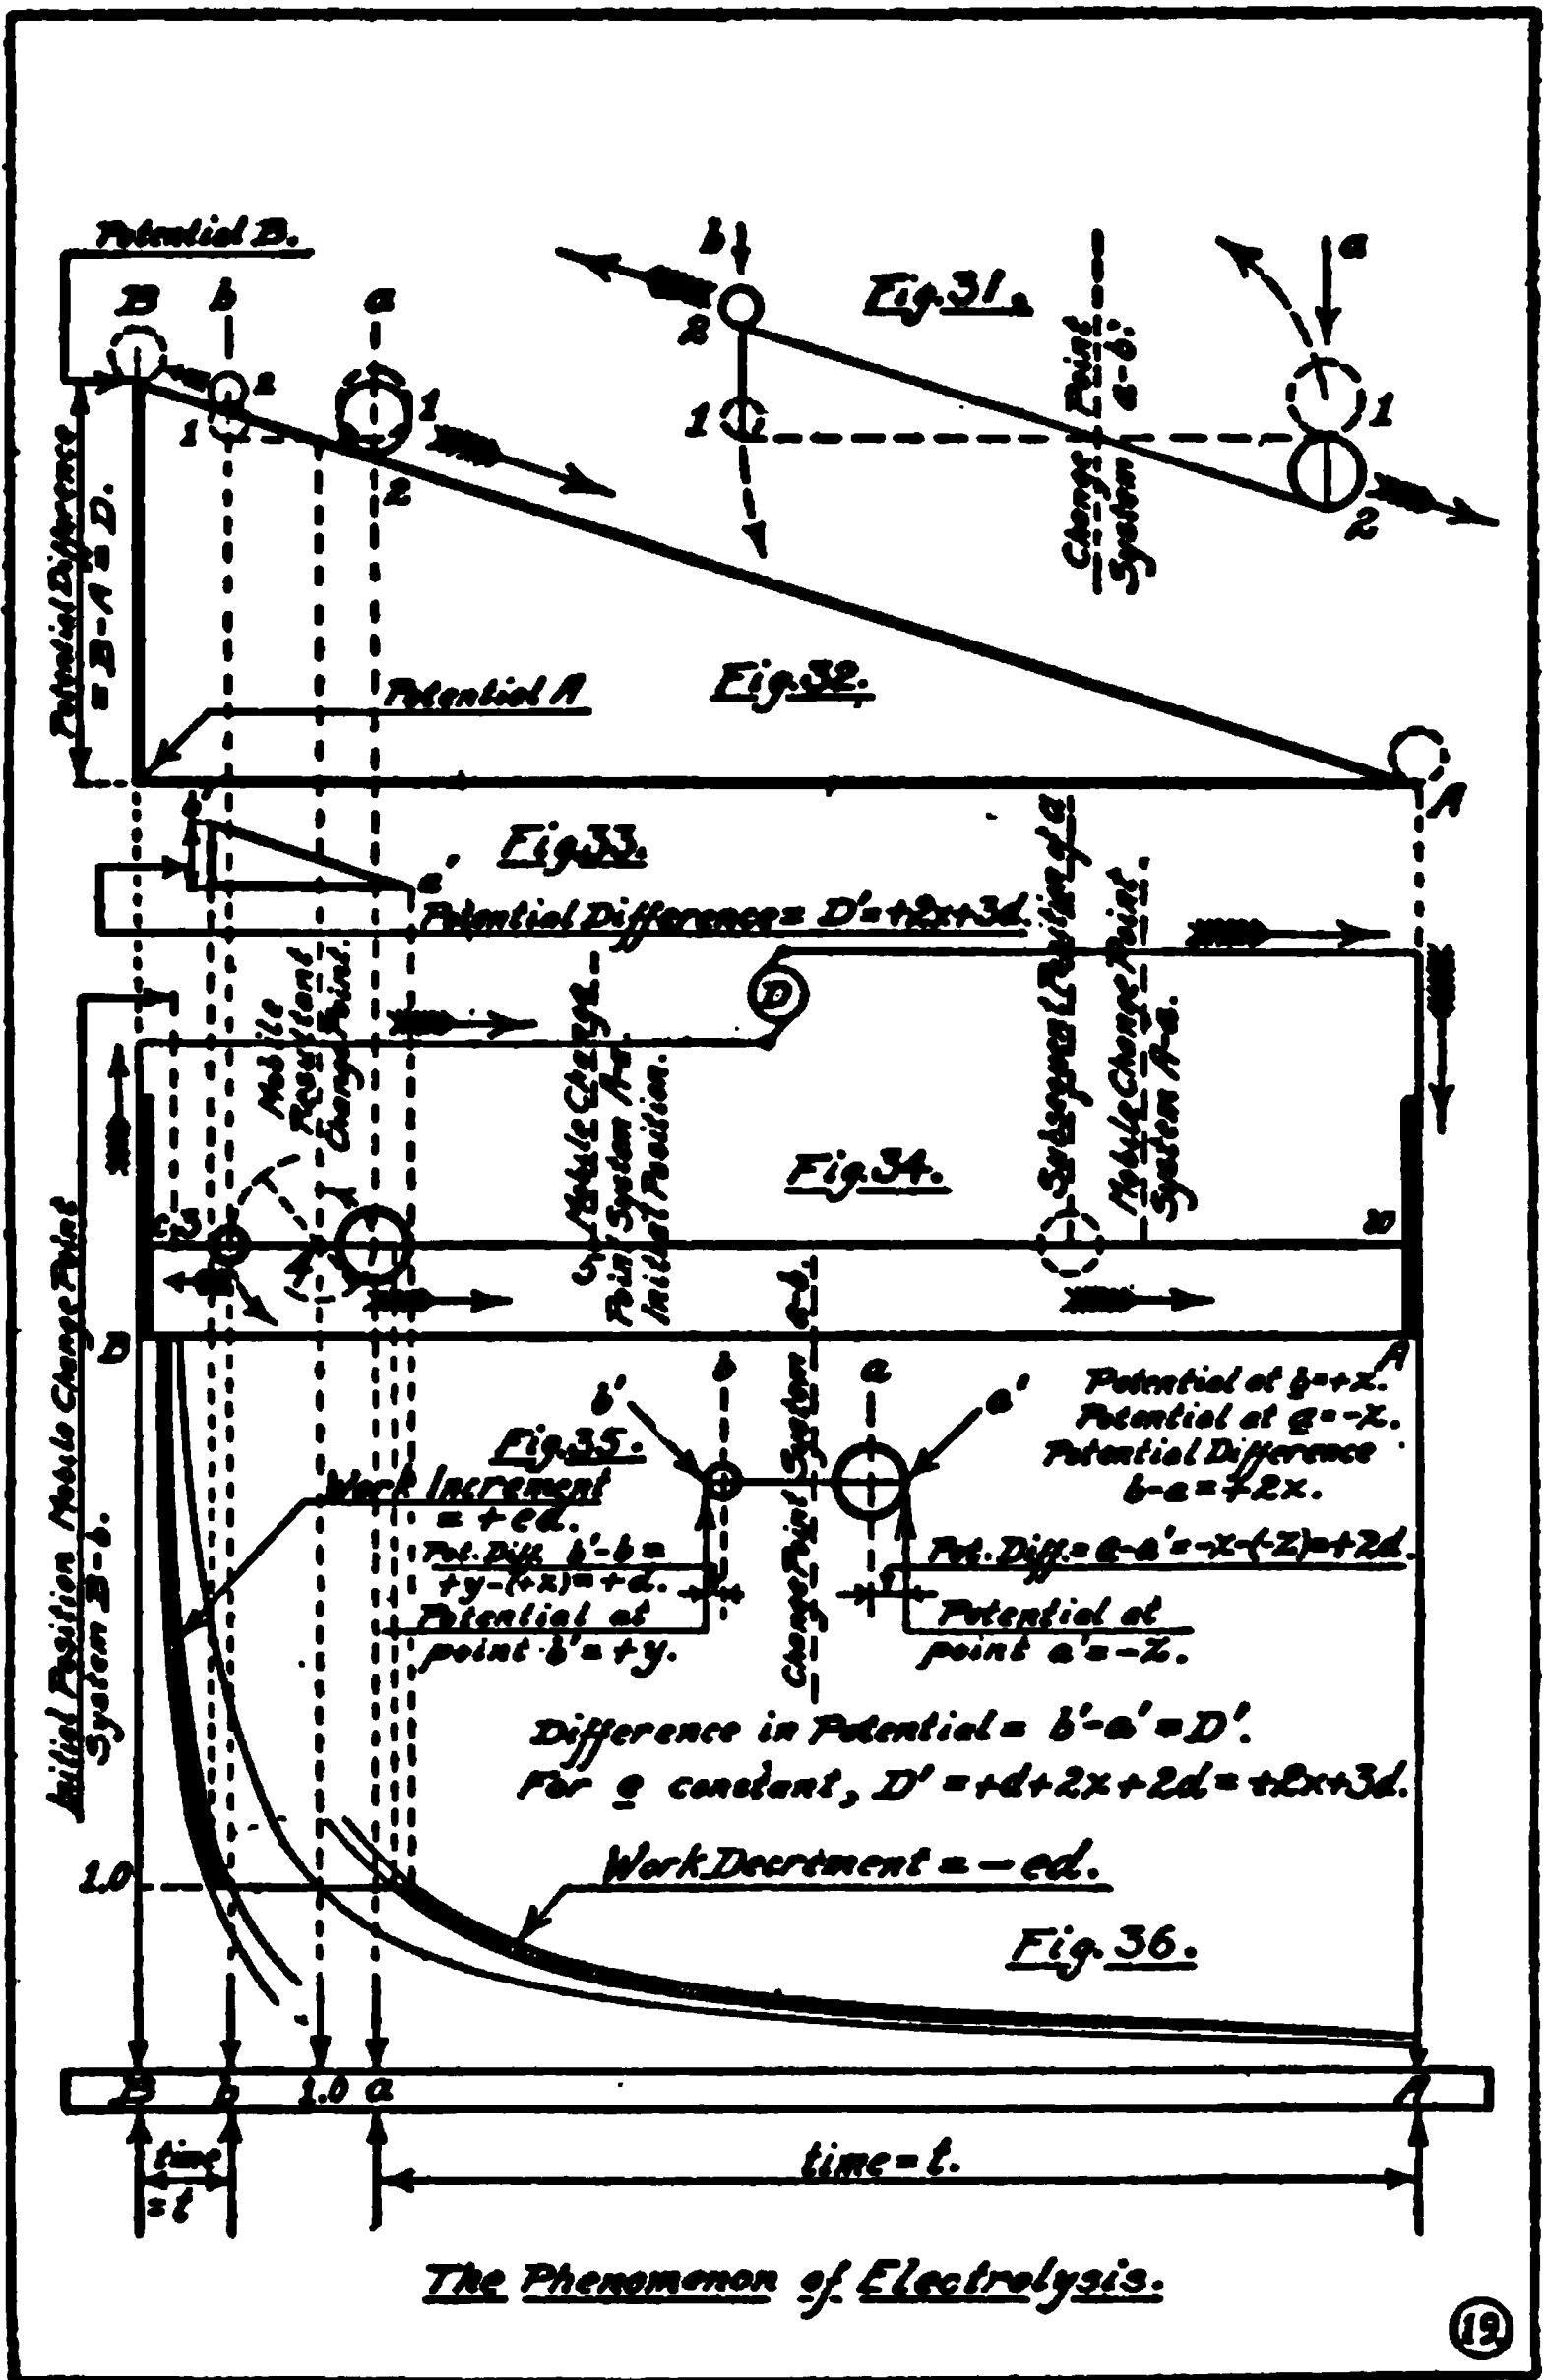 Potential B.
B
b
a
2
1
1
2
Potential Difference
= B-A = D.
b
2
1
Fig.31.
Change Point
System a-b.
a
1
2
Potential A
Fig.32.
A
b'
Fig.33.
a'
Potential Difference = D'=+2x+3d.
Mobile
Resultant
Change Point.
D
Mobile Change
Point System A-a.
Initial Position.
Subsequent Position of a
Mobile Change Point.
System A-a.
Fig.34.
Initial Position Mobile Change Point
System B-b.
B
A
b'
b
a
a'
Change Point System a-b.
Fig.35.
Potential at b=+x.
Potential at a=-x.
Potential Difference
b-a=+2x.
Work Increment
=+ed.
Pot. Diff. b'-b=
+y-(+x)=+d.
Potential at
point b'=+y.
Pot. Diff.=a-a'=-x-(-z)=+2d.
Potential at
point a'=-z.
Difference in Potential= b'-a'=D'.
For e constant, D'=+d+2x+2d=+2x+3d.
1.0
Work Decrement=-ed.
Fig. 36.
B
b
1.0
a
A
time
=t
time=t.
The Phenomenon of Electrolysis.
19